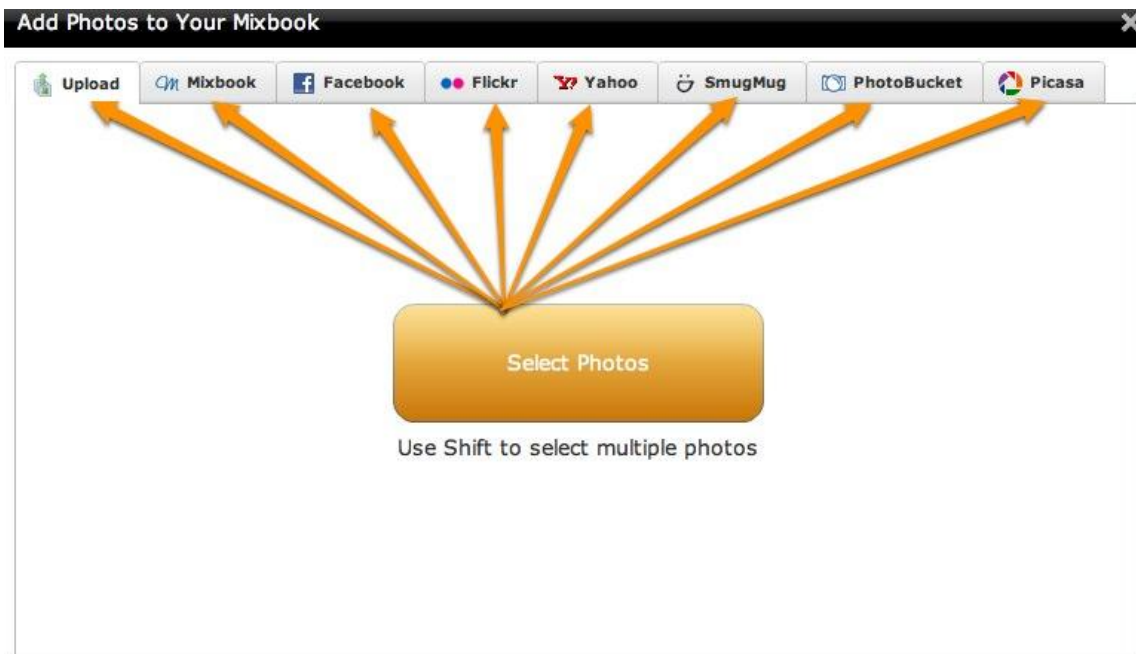 Add Photos to Your Mixbook
Upload Mixbook Facebook Flickr Yahoo SmugMug PhotoBucket Picasa
Select Photos
Use Shift to select multiple photos